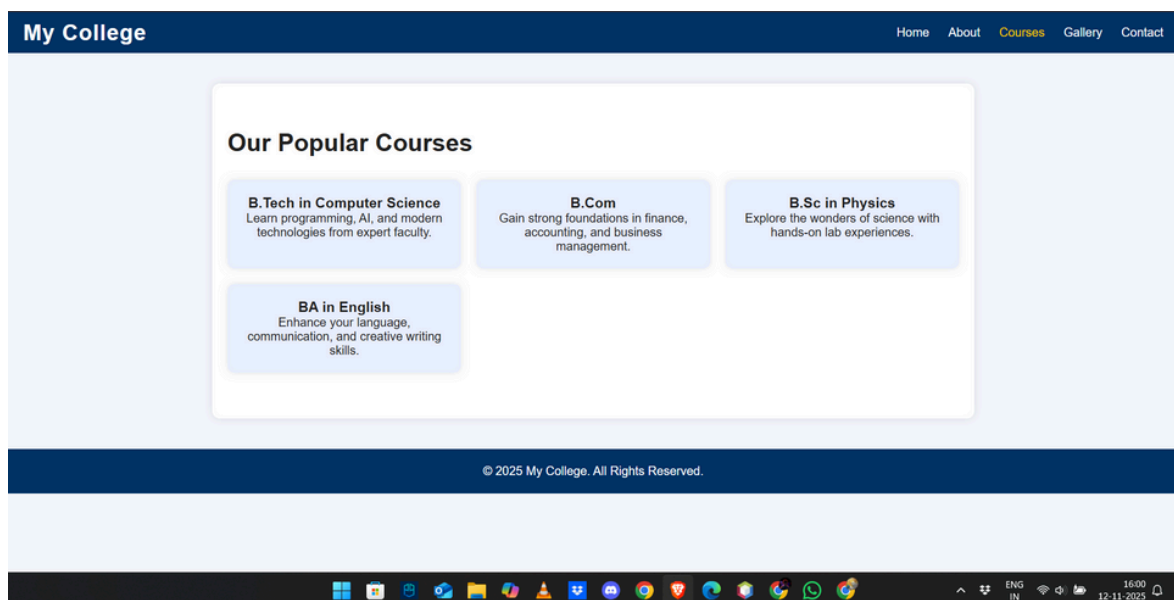 My College
Home About Courses Gallery Contact
Our Popular Courses
B.Tech in Computer Science
Learn programming, AI, and modern
technologies from expert faculty.
B.Com
Gain strong foundations in finance,
accounting, and business
management.
B.Sc in Physics
Explore the wonders of science with
hands-on lab experiences.
BA in English
Enhance your language,
communication, and creative writing
skills.
© 2025 My College. All Rights Reserved.
ENG
IN
16:00
12-11-2025